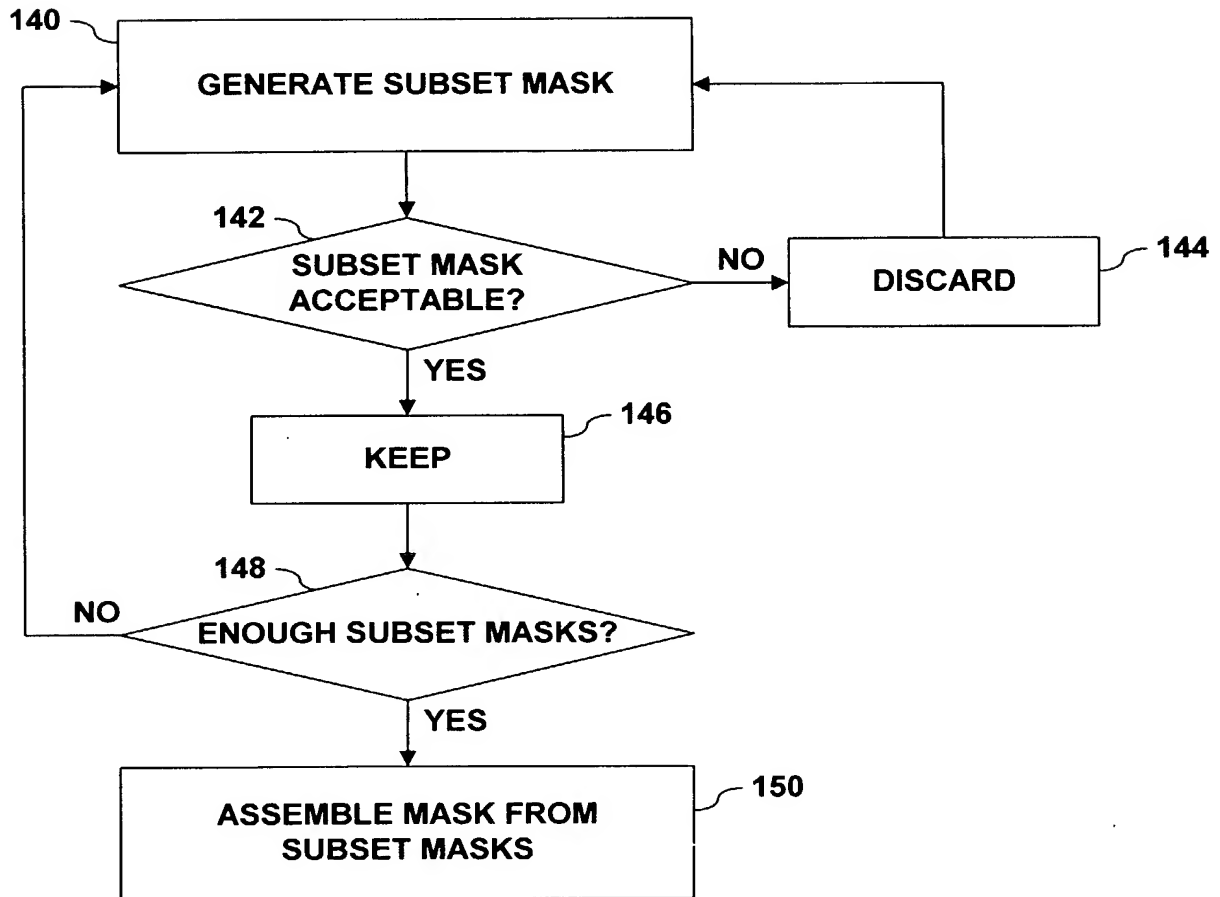 140
GENERATE SUBSET MASK
142
SUBSET MASK
ACCEPTABLE?
NO
DISCARD
144
YES
146
KEEP
148
NO
ENOUGH SUBSET MASKS?
YES
150
ASSEMBLE MASK FROM
SUBSET MASKS